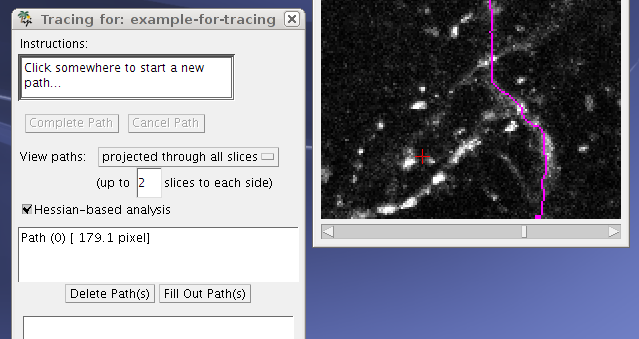 Tracing for: example-for-tracing
Instructions:
Click somewhere to start a new
path...
Complete Path Cancel Path
View paths: projected through all slices
(up to 2 slices to each side)
Hessian-based analysis
Path (0) [ 179.1 pixel]
Delete Path(s) Fill Out Path(s)